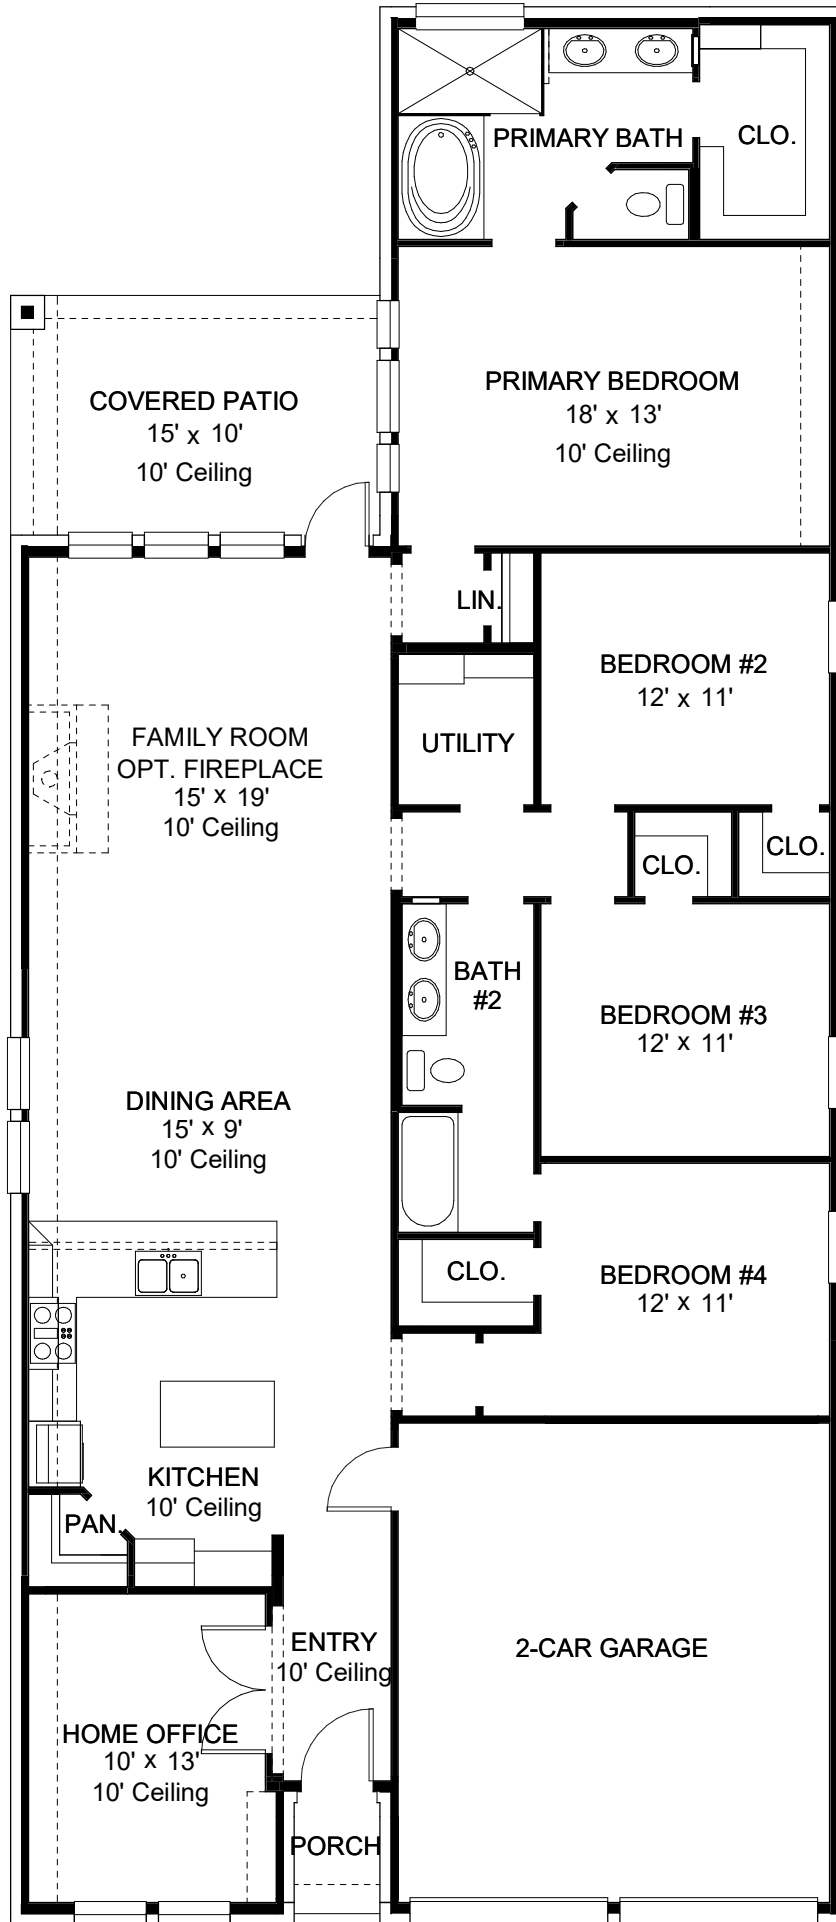 PRIMARY BATH
CLO.
PRIMARY BEDROOM
18' x 13'
10' Ceiling
COVERED PATIO
15' x 10'
10' Ceiling
LIN.
BEDROOM #2
12' x 11'
UTILITY
FAMILY ROOM
OPT. FIREPLACE
15' x 19'
10' Ceiling
CLO.
CLO.
BATH
#2
BEDROOM #3
12' x 11'
DINING AREA
15' x 9'
10' Ceiling
CLO.
BEDROOM #4
12' x 11'
KITCHEN
10' Ceiling
PAN.
ENTRY
10' Ceiling
2-CAR GARAGE
HOME OFFICE
10' x 13'
10' Ceiling
PORCH